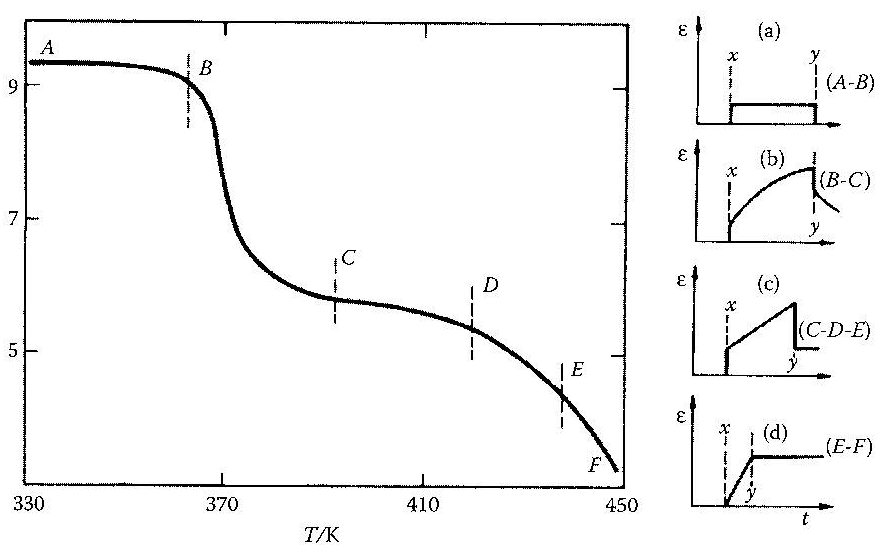 A
B
C
D
E
F
9
7
5
330
370
410
450
T/K
ε
(a)
x
y
(A-B)
ε
(b)
x
y
(B-C)
ε
(c)
x
y
(C-D-E)
ε
(d)
x
y
(E-F)
t